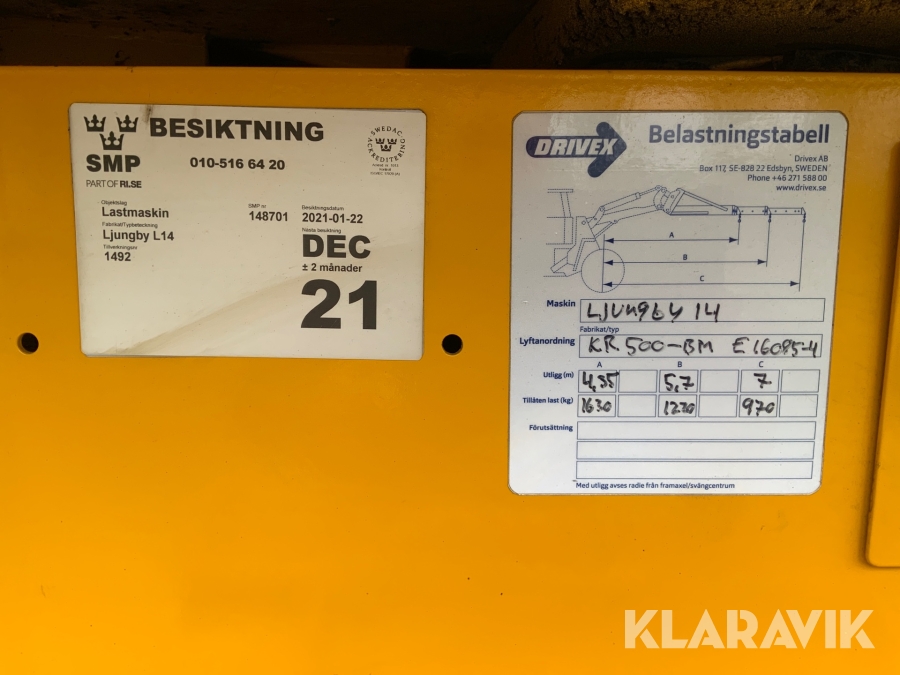 BESIKTNING
SMP
PART OF RI.SE
010-516 64 20
SWEDAC
ACKREDITERING
Objektslag
Lastmaskin
SMP nr
148701
Besiktningsdatum
2021-01-22
Fabrikat/Typbeteckning
Ljungby L14
Tillverkningsnr
1492
Nästa besiktning
DEC
± 2 månader
21
DRIVEX
Belastningstabell
Drivex AB
Box 117, SE-828 22 Edsbyn, SWEDEN
Phone +46 271 588 00
www.drivex.se
A
B
C
Maskin LJUNGBY 14
Fabrikat/typ
Lyftanordning KR 500-BM E16085-4
A B C
Utligg (m) 4,35 5,7 7
Tillåten last (kg) 1630 1220 970
Förutsättning
Med utligg avses radie från framaxel/svängcentrum
KLARAVIK